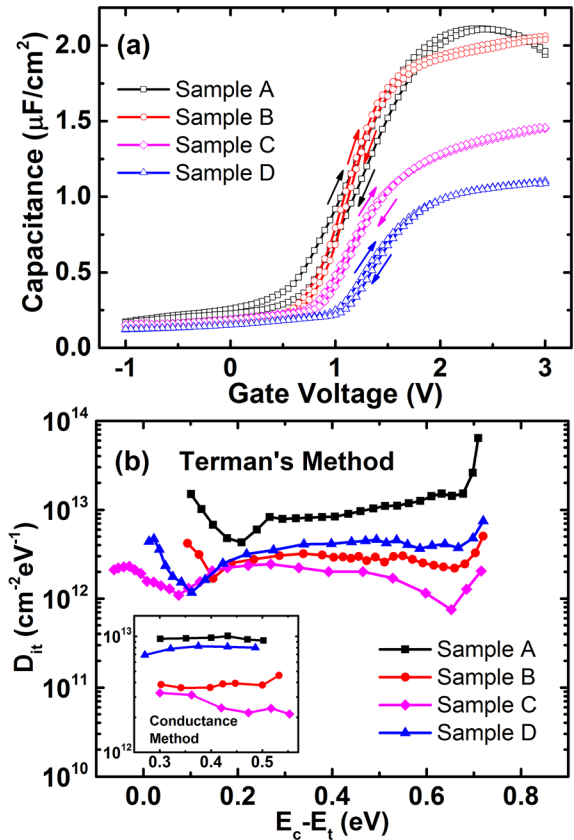 (a)
Sample A
Sample B
Sample C
Sample D
Capacitance (μF/cm²)
2.0
1.5
1.0
0.5
0.0
-1 0 1 2 3
Gate Voltage (V)
(b) Terman's Method
D_it (cm⁻²eV⁻¹)
10¹⁴
10¹³
10¹²
10¹¹
10¹⁰
Sample A
Sample B
Sample C
Sample D
10¹³
10¹²
Conductance
Method
0.3 0.4 0.5
0.0 0.2 0.4 0.6 0.8
E_c-E_t (eV)